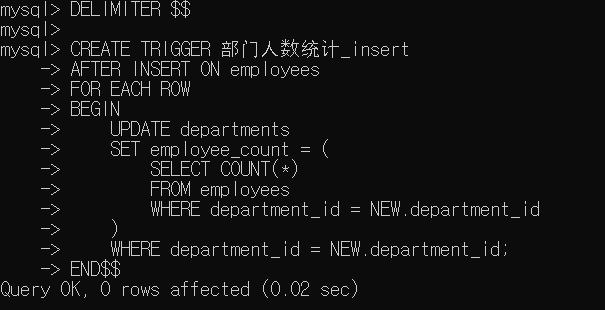 mysql> DELIMITER $$
mysql>
mysql> CREATE TRIGGER 部门人数统计_insert
    -> AFTER INSERT ON employees
    -> FOR EACH ROW
    -> BEGIN
    ->     UPDATE departments
    ->     SET employee_count = (
    ->         SELECT COUNT(*)
    ->         FROM employees
    ->         WHERE department_id = NEW.department_id
    ->     )
    ->     WHERE department_id = NEW.department_id;
    -> END$$
Query OK, 0 rows affected (0.02 sec)